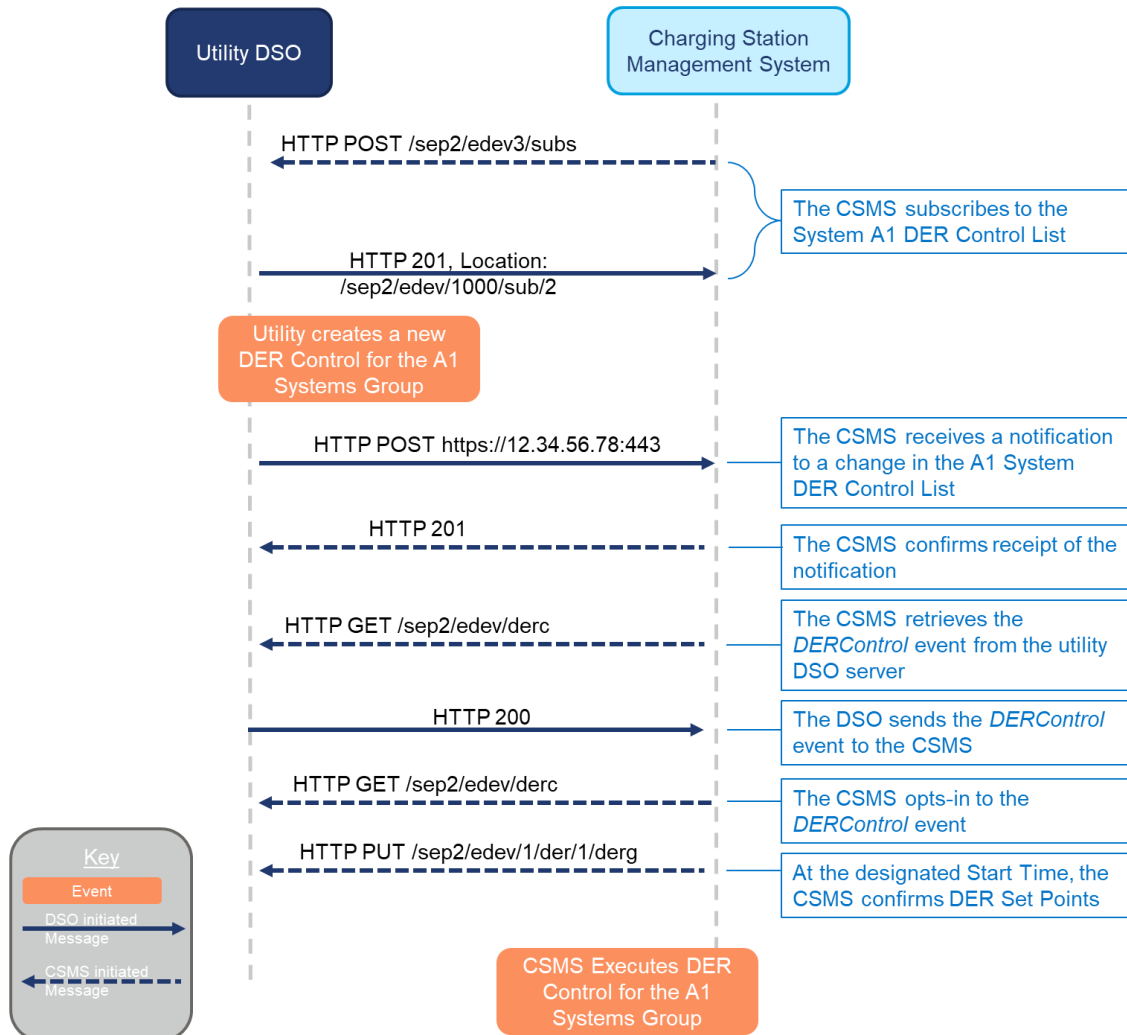 Utility DSO
Charging Station
Management System
HTTP POST /sep2/edev3/subs
The CSMS subscribes to the
System A1 DER Control List
HTTP 201, Location:
/sep2/edev/1000/sub/2
Utility creates a new
DER Control for the A1
Systems Group
HTTP POST https://12.34.56.78:443
The CSMS receives a notification
to a change in the A1 System
DER Control List
HTTP 201
The CSMS confirms receipt of the
notification
HTTP GET /sep2/edev/derc
The CSMS retrieves the
DERControl event from the utility
DSO server
HTTP 200
The DSO sends the DERControl
event to the CSMS
HTTP GET /sep2/edev/derc
The CSMS opts-in to the
DERControl event
HTTP PUT /sep2/edev/1/der/1/derg
At the designated Start Time, the
CSMS confirms DER Set Points
Key
Event
DSO initiated
Message
CSMS initiated
Message
CSMS Executes DER
Control for the A1
Systems Group